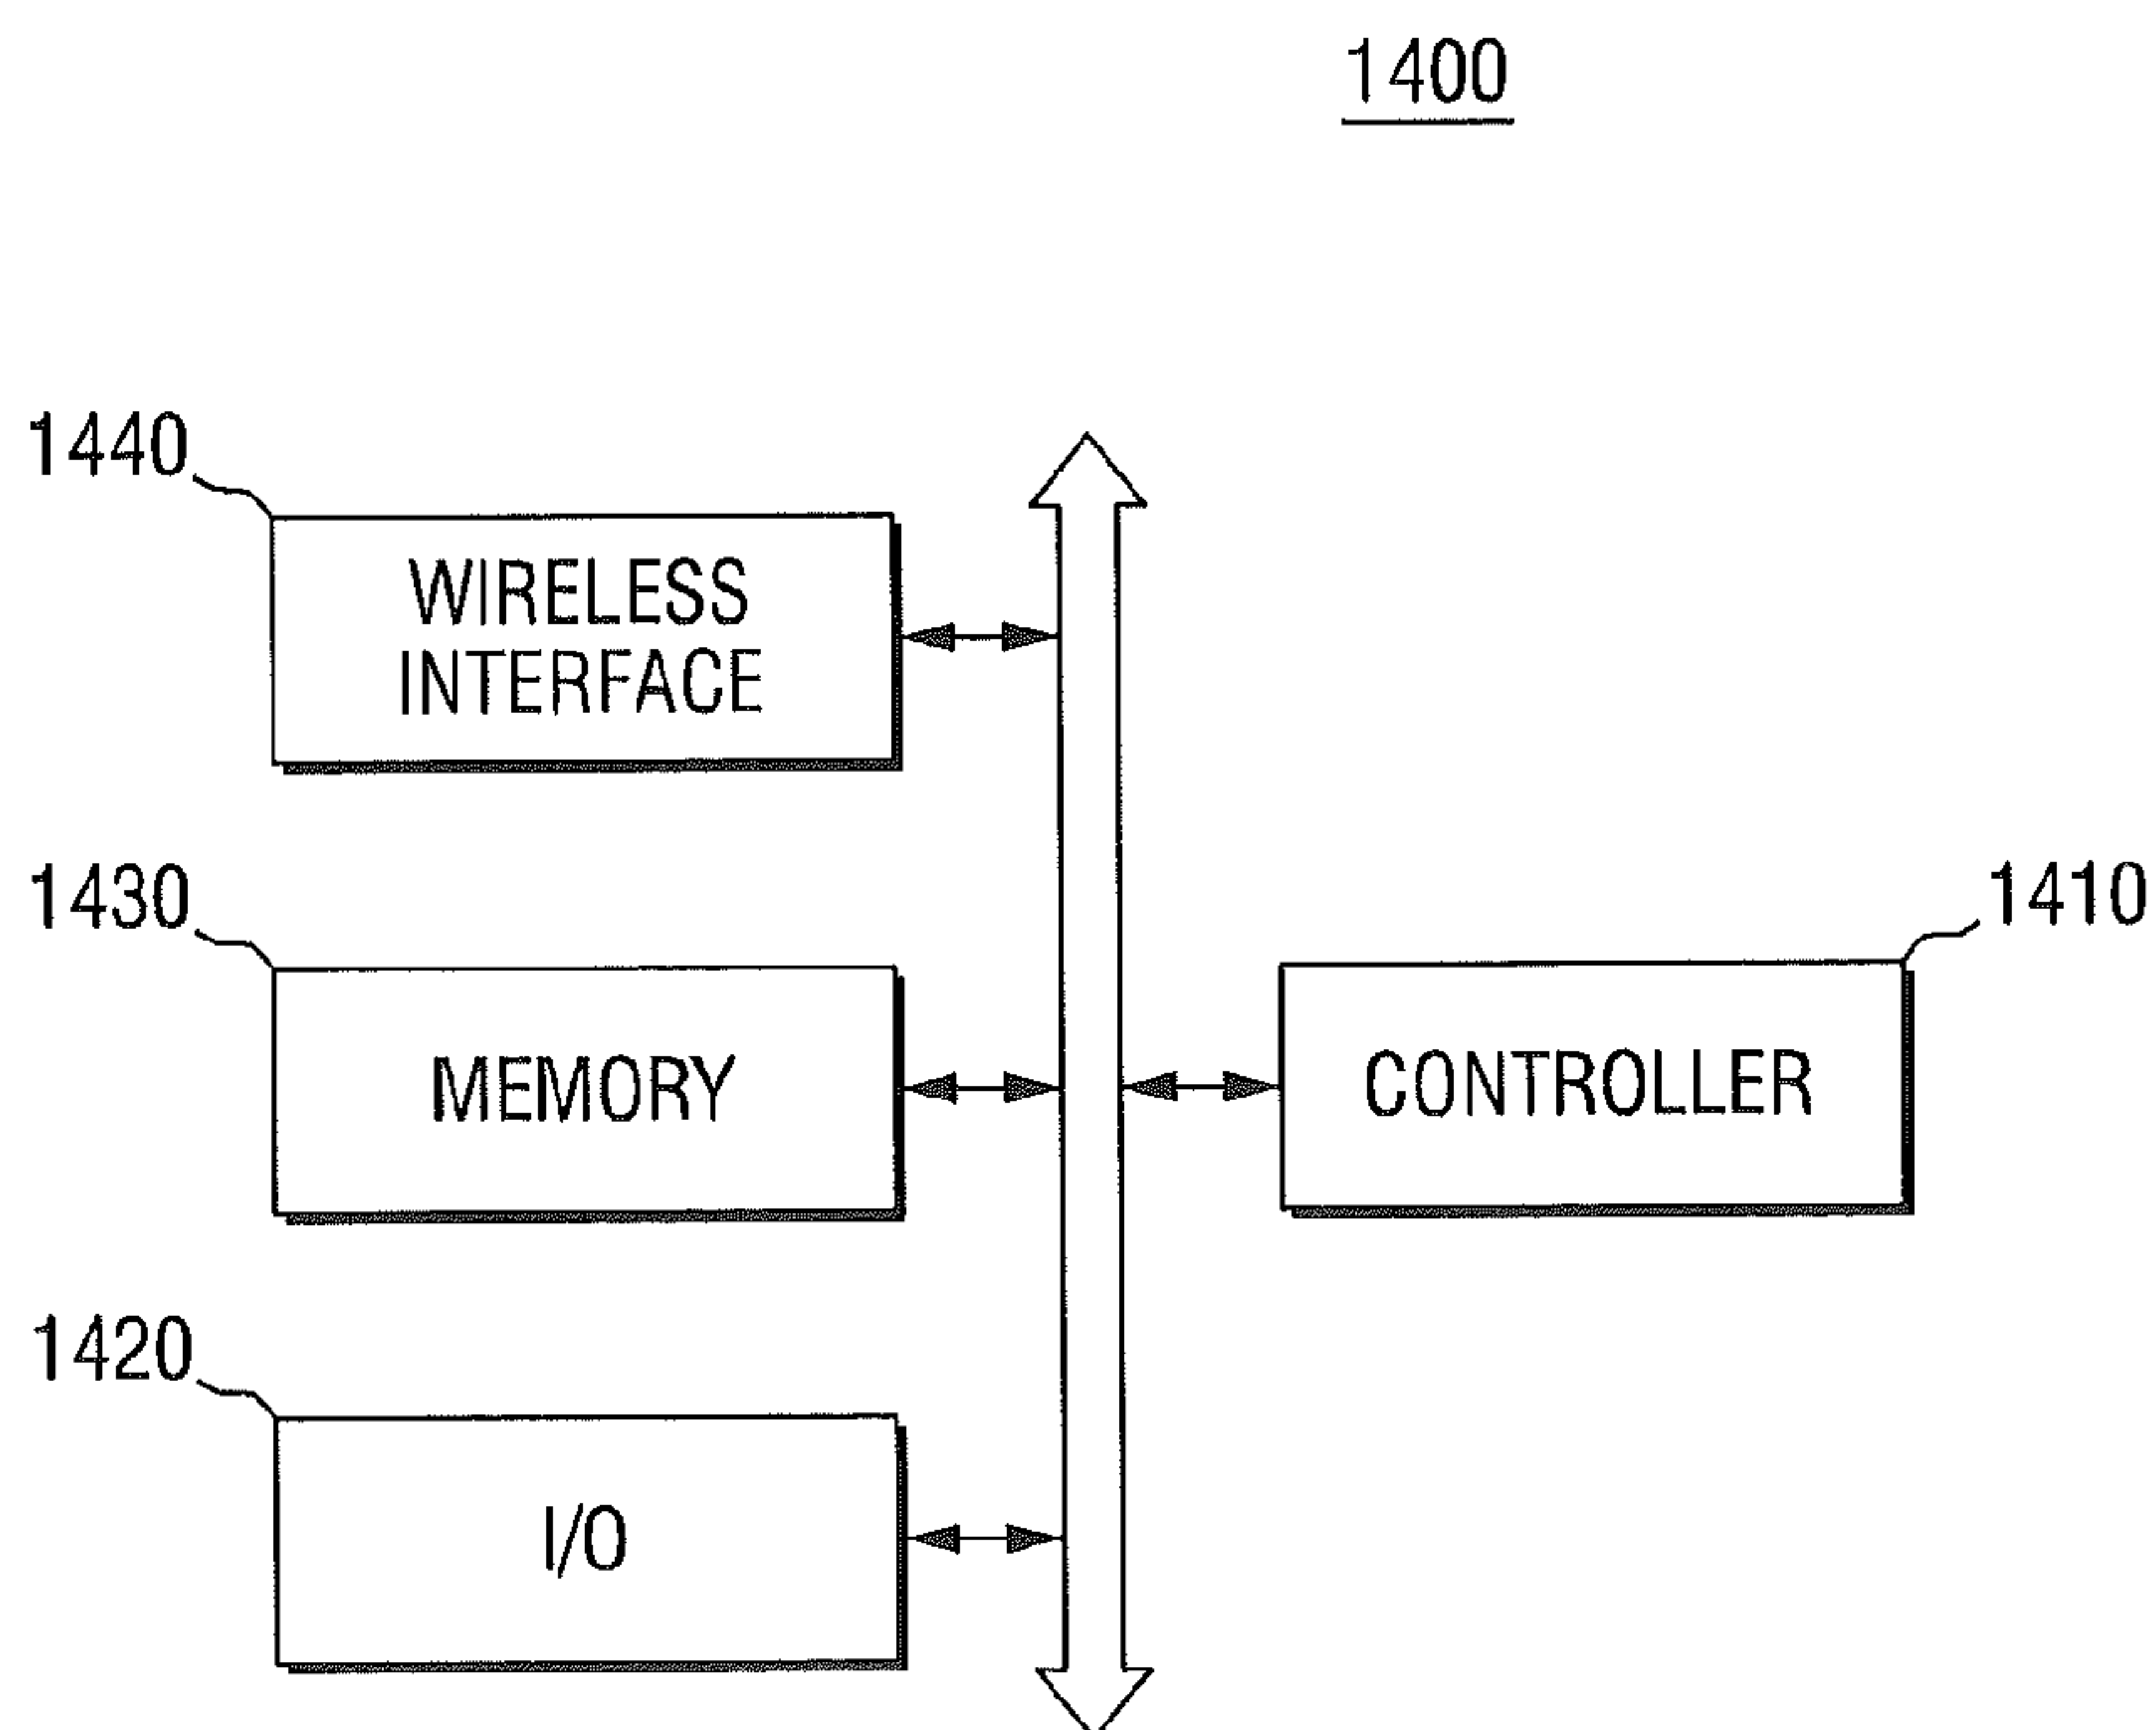 1400
1440
WIRELESS
INTERFACE
1430
MEMORY
1410
CONTROLLER
1420
I/O